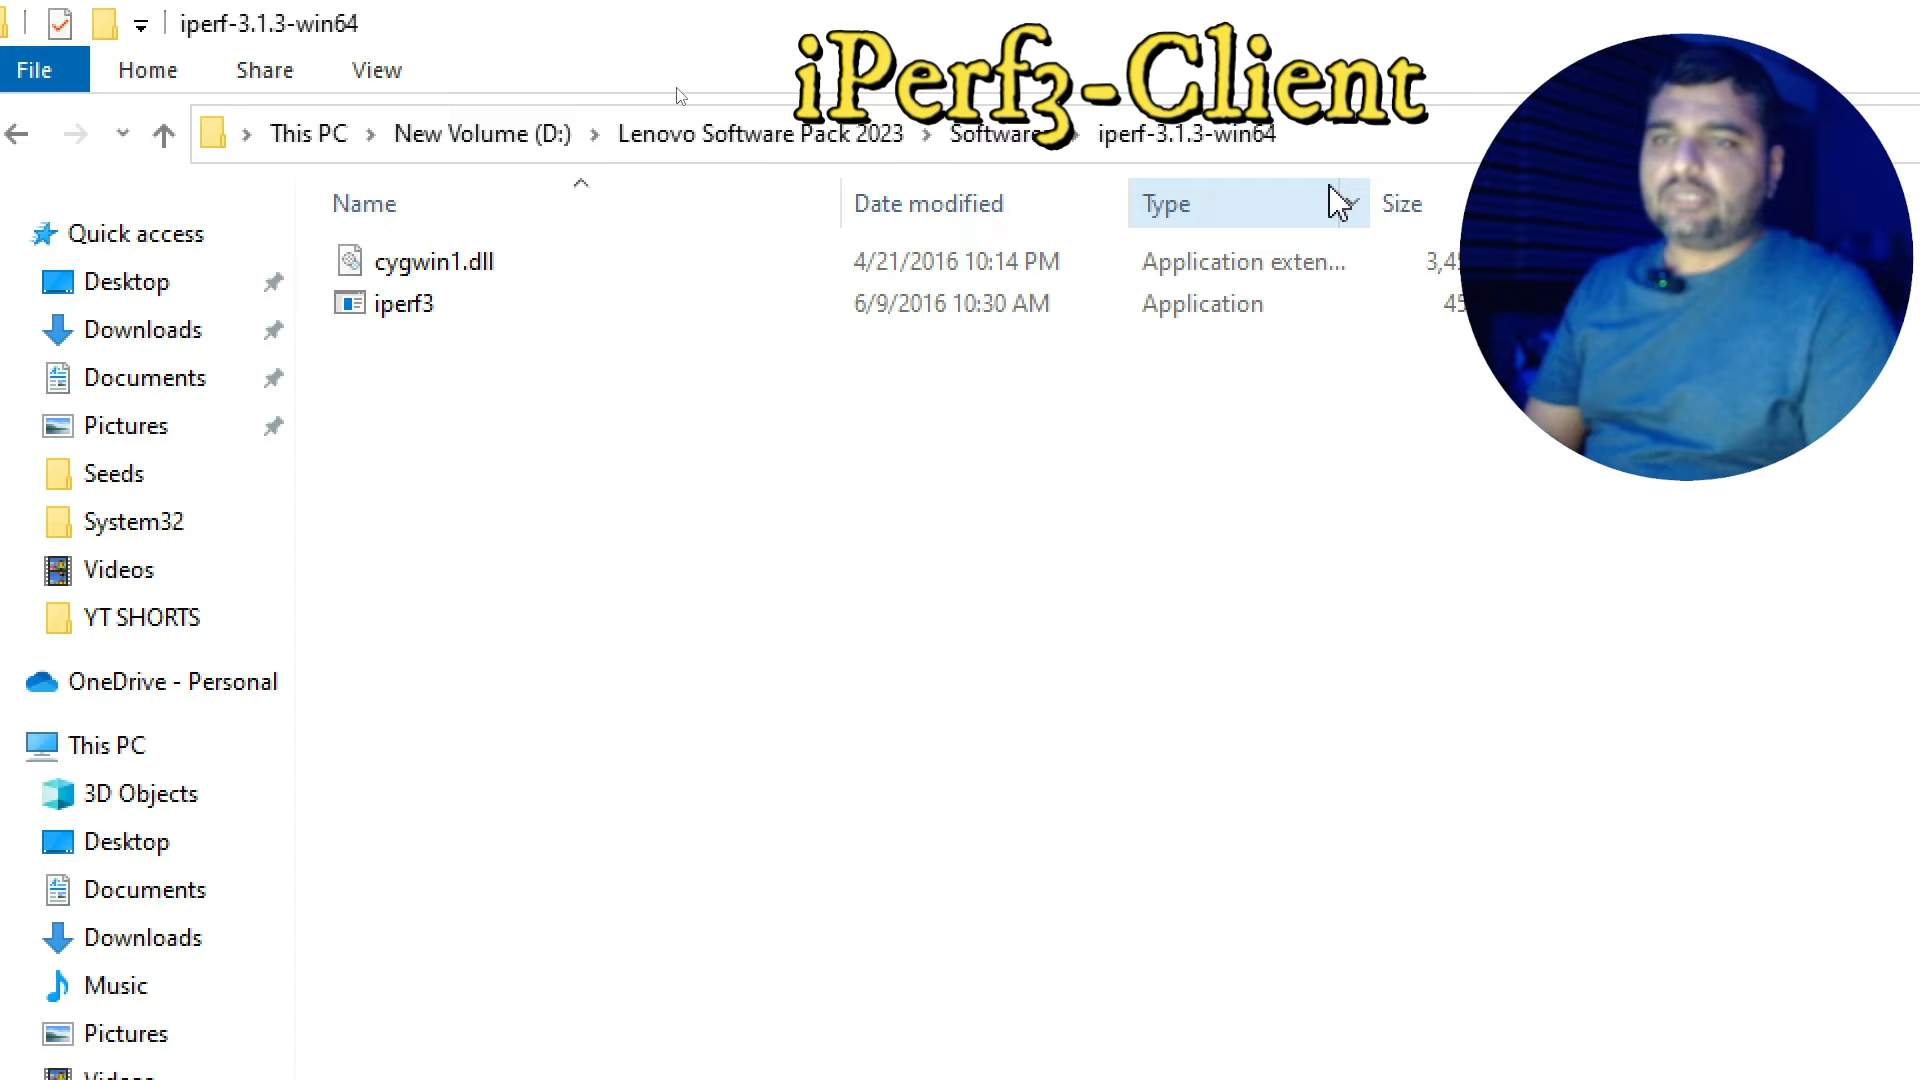 iperf-3.1.3-win64
iPerf3-Client
File Home Share View
This PC New Volume (D:) Lenovo Software Pack 2023 Software iperf-3.1.3-win64
Name Date modified Type Size
cygwin1.dll 4/21/2016 10:14 PM Application exten...
iperf3 6/9/2016 10:30 AM Application
Quick access
Desktop
Downloads
Documents
Pictures
Seeds
System32
Videos
YT SHORTS
OneDrive - Personal
This PC
3D Objects
Desktop
Documents
Downloads
Music
Pictures
Videos